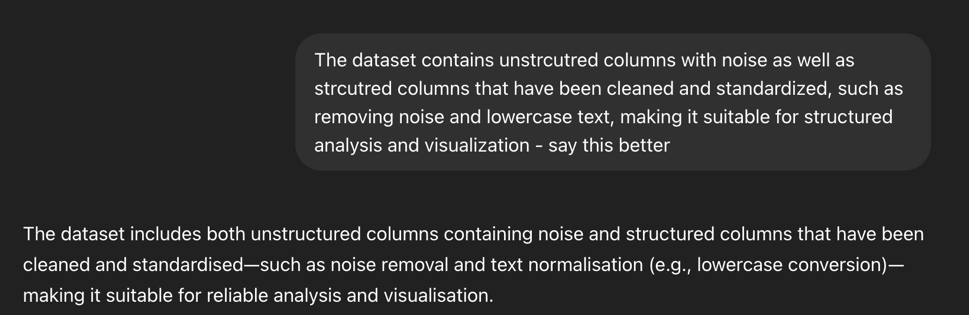 The dataset contains unstrcutred columns with noise as well as
strcutred columns that have been cleaned and standardized, such as
removing noise and lowercase text, making it suitable for structured
analysis and visualization - say this better
The dataset includes both unstructured columns containing noise and structured columns that have been
cleaned and standardised—such as noise removal and text normalisation (e.g., lowercase conversion)—
making it suitable for reliable analysis and visualisation.